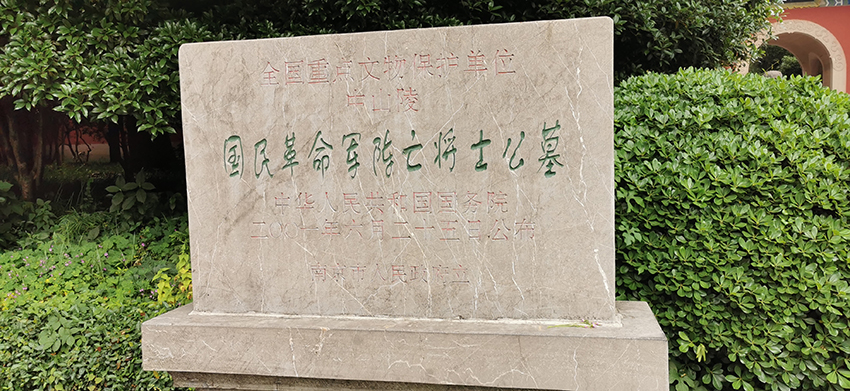 全国重点文物保护单位
中山陵
国民革命军阵亡将士公墓
中华人民共和国国务院
二〇〇一年六月二十五日公布
南京市人民政府立